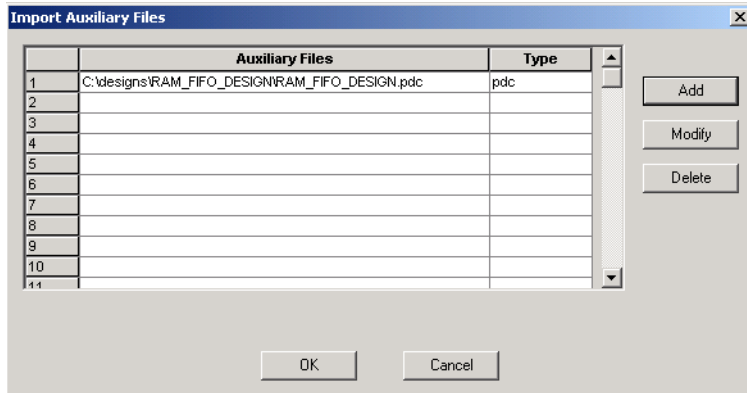 Import Auxiliary Files
Auxiliary Files Type
1 C:\designs\RAM_FIFO_DESIGN\RAM_FIFO_DESIGN.pdc pdc
2
3
4
5
6
7
8
9
10
11
Add
Modify
Delete
OK Cancel